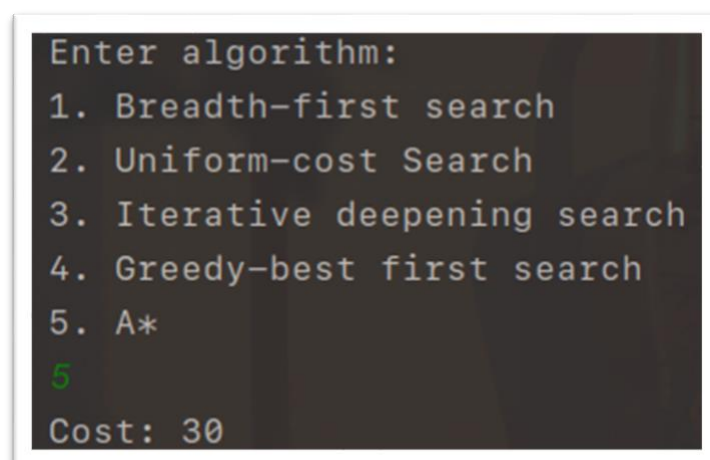 Enter algorithm:
1. Breadth-first search
2. Uniform-cost Search
3. Iterative deepening search
4. Greedy-best first search
5. A*
5
Cost: 30